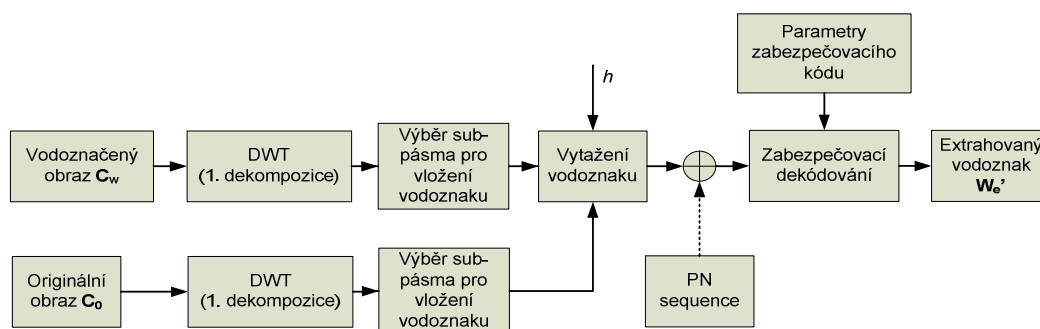 Parametry
zabezpečovacího
kódu
h
Vodoznačený
obraz Cw
DWT
(1. dekompozice)
Výběr sub-
pásma pro
vložení
vodoznaku
Vytažení
vodoznaku
Zabezpečovací
dekódování
Extrahovaný
vodoznak
We’
Originální
obraz C0
DWT
(1. dekompozice)
Výběr sub-
pásma pro
vložení
vodoznaku
PN
sequence